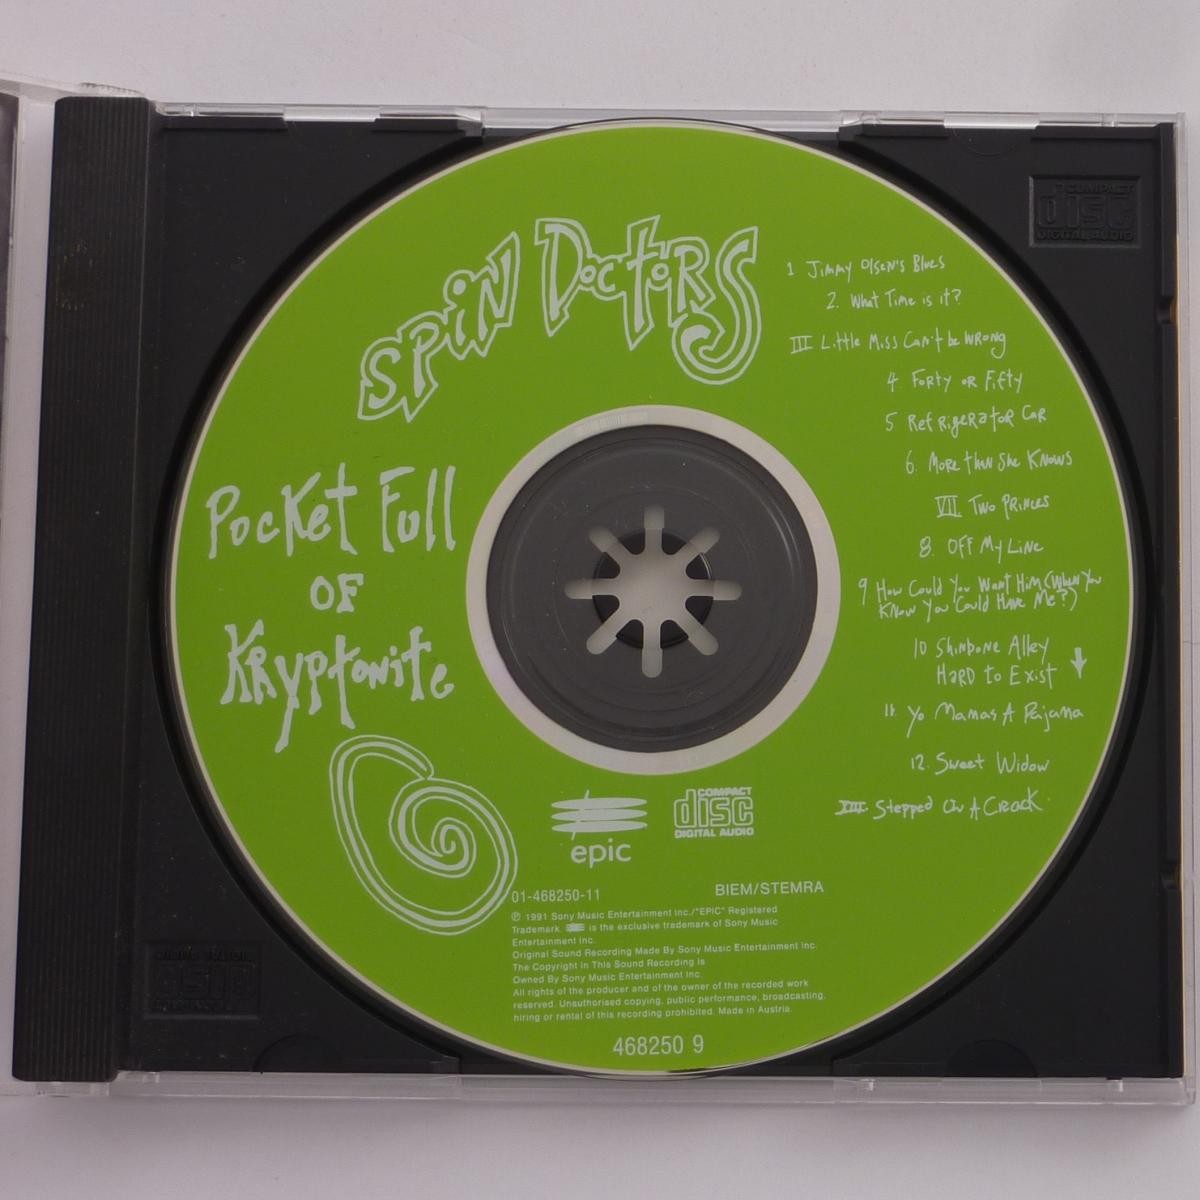 SPiN DoctoRS
Pocket Full
OF
KRyptonite
1 Jimmy Olsen's Blues
2. What Time is it?
III Little Miss Can't be WRONG
4. Forty or Fifty
5 RefRigeRatoR CaR
6. More than She Knows
VII. Two Princes
8. Off My Line
9 How Could You Want Him (When You
Know You Could Have Me?)
10 Shinbone Alley
HaRD to Exist
11. Yo Mamas A Pajama
12. Sweet Widow
XIII. Stepped On A Crack.
epic
COMPACT
disc
DIGITAL AUDIO
01-468250-11
BIEM/STEMRA
℗ 1991 Sony Music Entertainment Inc./"EPIC" Registered
Trademark. is the exclusive trademark of Sony Music
Entertainment Inc.
Original Sound Recording Made By Sony Music Entertainment Inc.
The Copyright in This Sound Recording is
Owned By Sony Music Entertainment Inc.
All rights of the producer and of the owner of the recorded work
reserved. Unauthorised copying, public performance, broadcasting,
hiring or rental of this recording prohibited. Made in Austria.
468250 9
COMPACT
disc
DIGITAL AUDIO